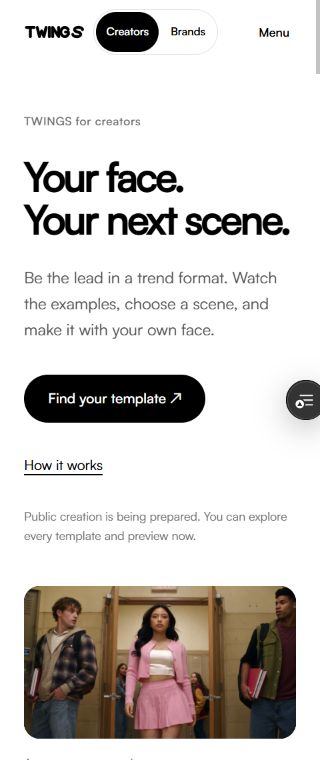 TWINGS
Creators
Brands
Menu
TWINGS for creators
Your face.
Your next scene.
Be the lead in a trend format. Watch
the examples, choose a scene, and
make it with your own face.
Find your template ↗
How it works
Public creation is being prepared. You can explore
every template and preview now.